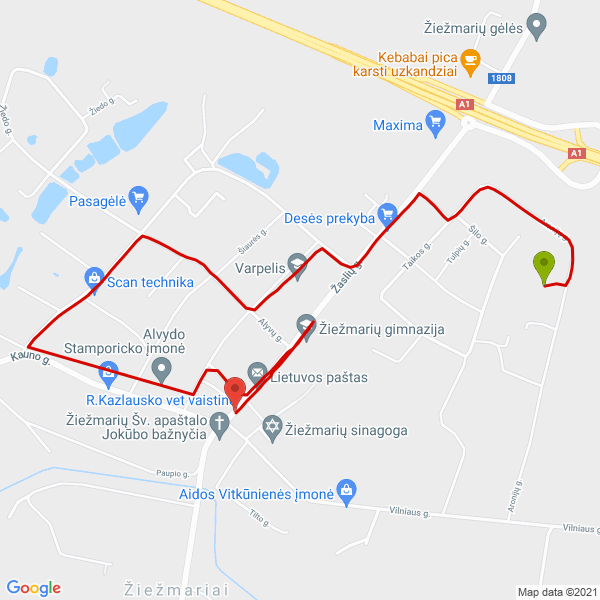 Žiežmarių gėlės
Kebabai pica
karsti uzkandziai
1808
A1
Maxima
A1
Žiedo g.
Žiedo g.
Pasagėlė
Desės prekyba
Šiaurės g.
Šilo g.
Taikos g.
Tulpių g.
Varpelis
Scan technika
Žaslių g.
Alyvų g.
Žiežmarių gimnazija
Alvydo
Stamporicko įmonė
Kauno g.
Lietuvos paštas
R.Kazlausko vet vaistinė
Žiežmarių Šv. apaštalo
Jokūbo bažnyčia
Žiežmarių sinagoga
Paupio g.
Aidos Vitkūnienės įmonė
Aronijų g.
Vilniaus g.
Tilto g.
Vilniaus g.
Žiežmariai
Google
Map data ©2021